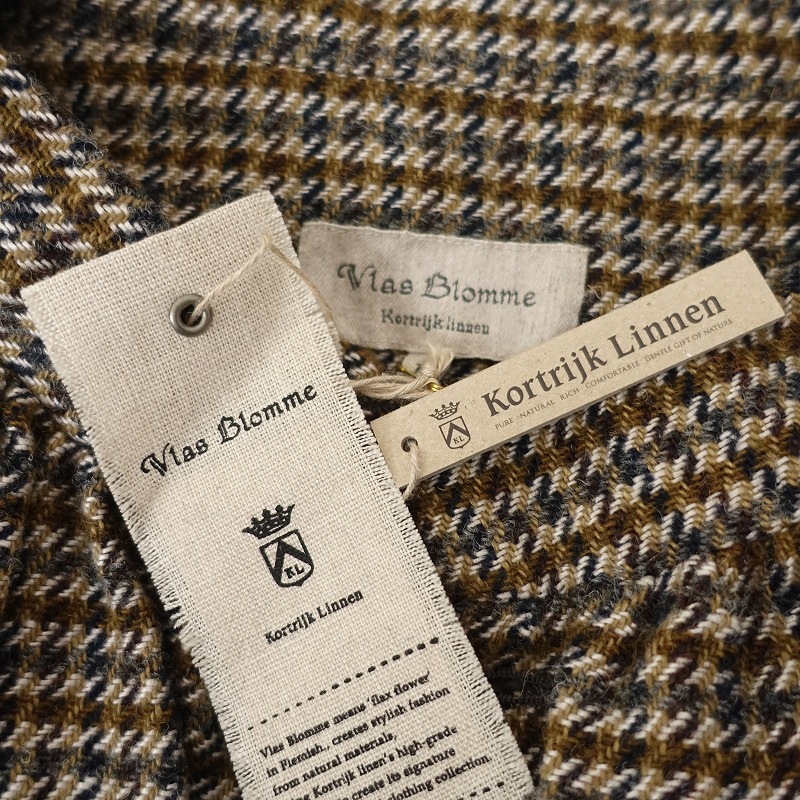 Vlas Blomme
Kortrijk linnen
Kortrijk Linnen
PURE NATURAL RICH COMFORTABLE GENTLE GIFT OF NATURE
KL
Vlas Blomme
KL
Kortrijk Linnen
Vlas Blomme means 'flax flower'
in Flemish.. creates stylish fashion
from natural materials,
Kortrijk linen's high-grade
create its signature
clothing collection.